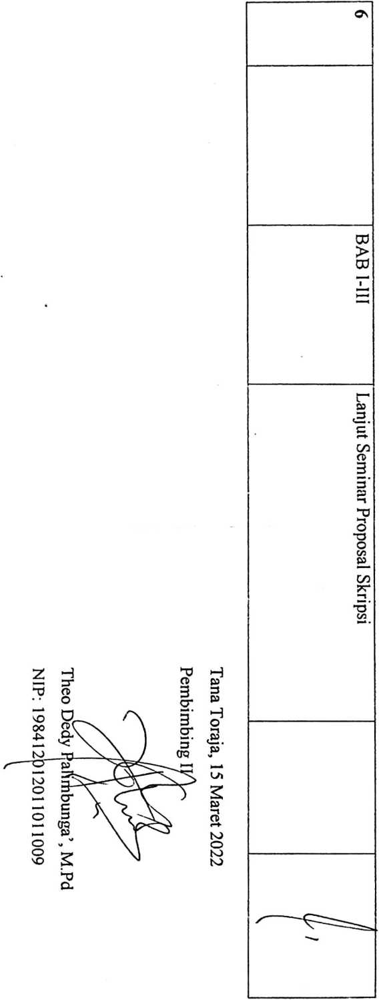 6
BAB I-III
Lanjut Seminar Proposal Skripsi
Tana Toraja, 15 Maret 2022
Pembimbing II
Theo Dedy Palimbunga’, M.Pd
NIP: 198412012011011009